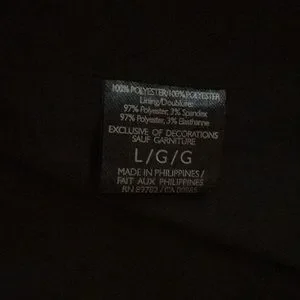 100% POLYESTER/100% POLYESTER
Lining/Doublure:
97% Polyester, 3% Spandex
97% Polyester, 3% Elasthanne
EXCLUSIVE OF DECORATIONS
SAUF GARNITURE
L/G/G
MADE IN PHILIPPINES/
FAIT AUX PHILIPPINES
RN